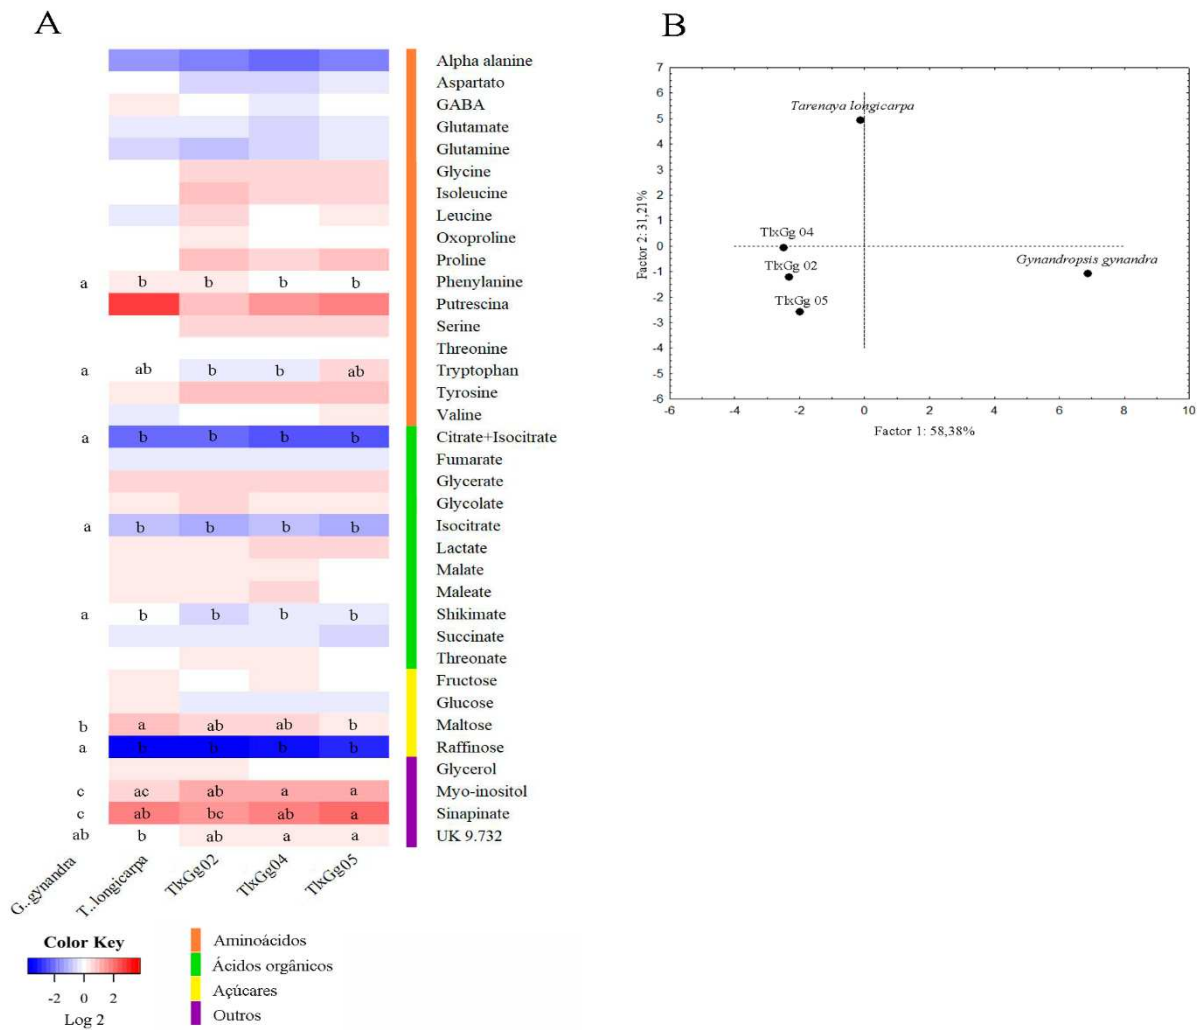 A
Alpha alanine
Aspartato
GABA
Glutamate
Glutamine
Glycine
Isoleucine
Leucine
Oxoproline
Proline
a b b b b Phenylanine
Putrescina
Serine
Threonine
a ab b b ab Tryptophan
Tyrosine
Valine
a b b b b Citrate+Isocitrate
Fumarate
Glycerate
Glycolate
a b b b b Isocitrate
Lactate
Malate
Maleate
a b b b b Shikimate
Succinate
Threonate
Fructose
Glucose
b a ab ab b Maltose
a b b b b Raffinose
Glycerol
c ac ab a a Myo-inositol
c ab bc ab a Sinapinate
ab b ab a a UK 9.732
G..gynandra T..longicarpa TlxGg02 TlxGg04 TlxGg05
Color Key
-2 0 2
Log 2
Aminoácidos
Ácidos orgânicos
Açúcares
Outros
B
7
6
5
4
3
2
1
0
-1
-2
-3
-4
-5
-6
Factor 2: 31,21%
Tarenaya longicarpa
TlxGg 04
TlxGg 02
TlxGg 05
Gynandropsis gynandra
-6 -4 -2 0 2 4 6 8 10
Factor 1: 58,38%